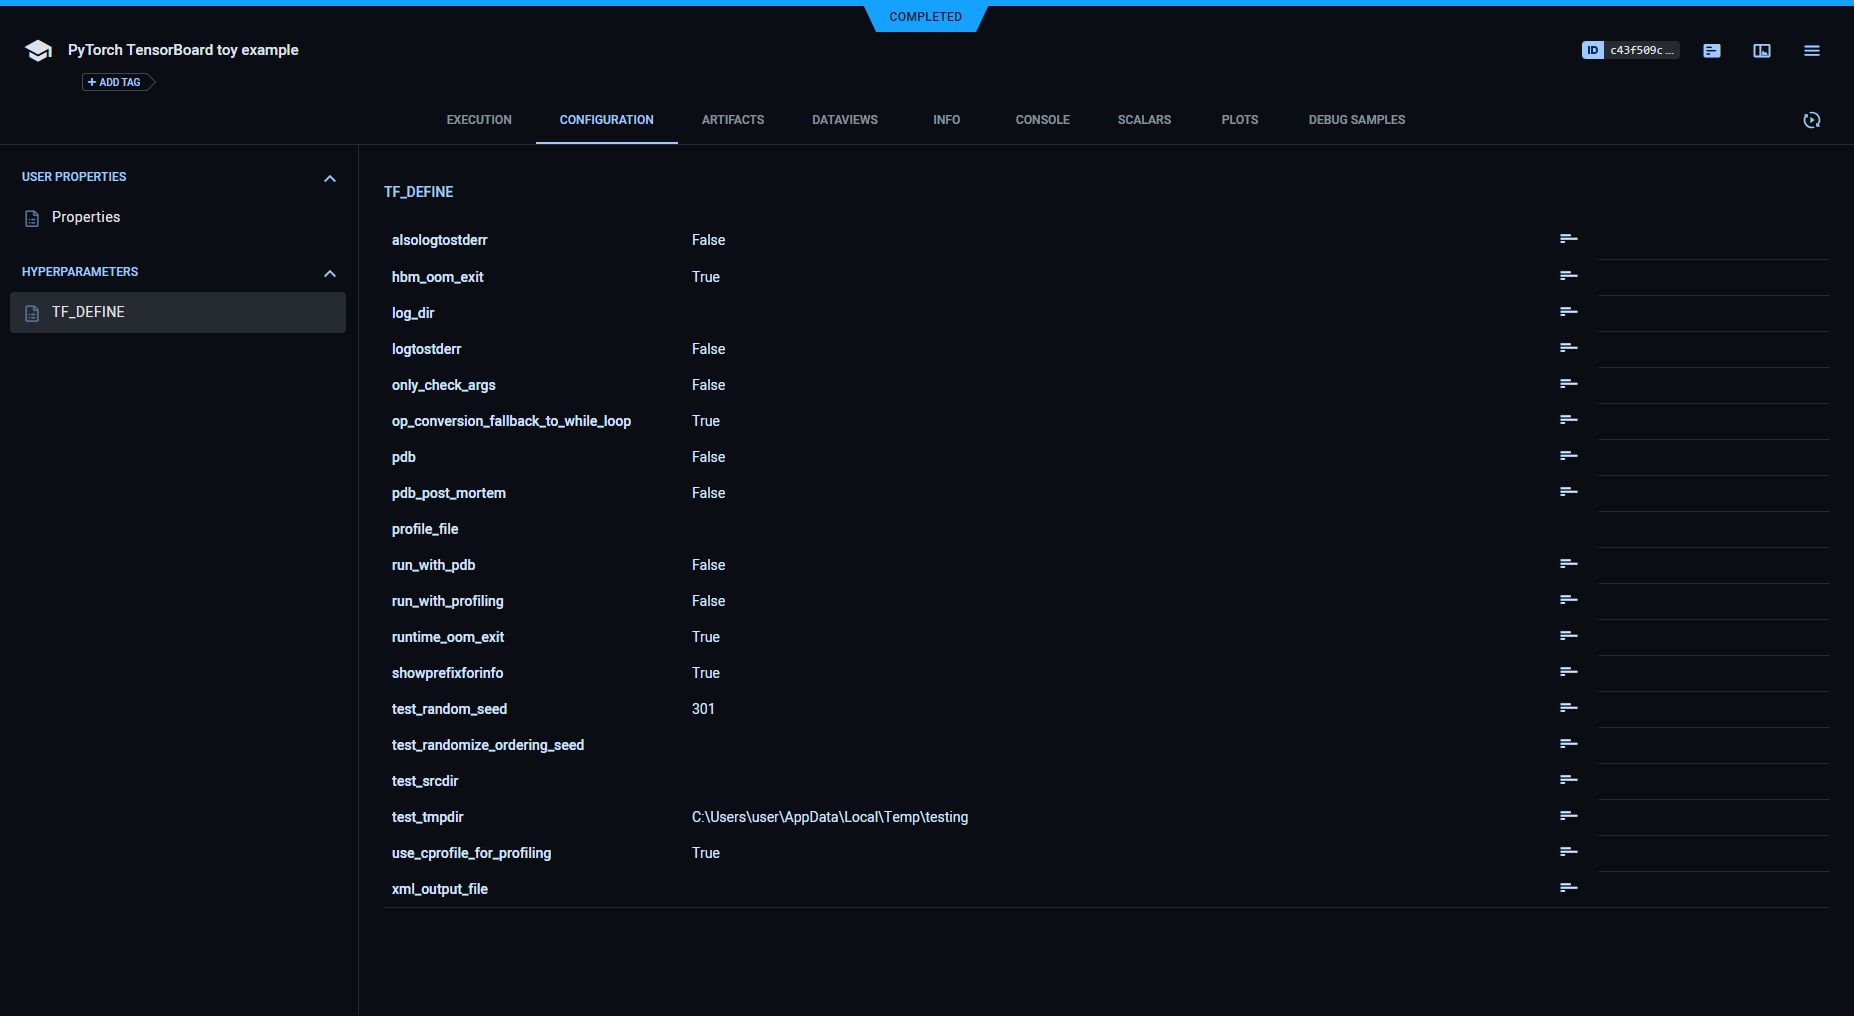 COMPLETED
PyTorch TensorBoard toy example
ID c43f509c ...
+ ADD TAG
EXECUTION CONFIGURATION ARTIFACTS DATAVIEWS INFO CONSOLE SCALARS PLOTS DEBUG SAMPLES
USER PROPERTIES
Properties
HYPERPARAMETERS
TF_DEFINE
TF_DEFINE
alsologtostderr False
hbm_oom_exit True
log_dir
logtostderr False
only_check_args False
op_conversion_fallback_to_while_loop True
pdb False
pdb_post_mortem False
profile_file
run_with_pdb False
run_with_profiling False
runtime_oom_exit True
showprefixforinfo True
test_random_seed 301
test_randomize_ordering_seed
test_srcdir
test_tmpdir C:\Users\user\AppData\Local\Temp\testing
use_cprofile_for_profiling True
xml_output_file